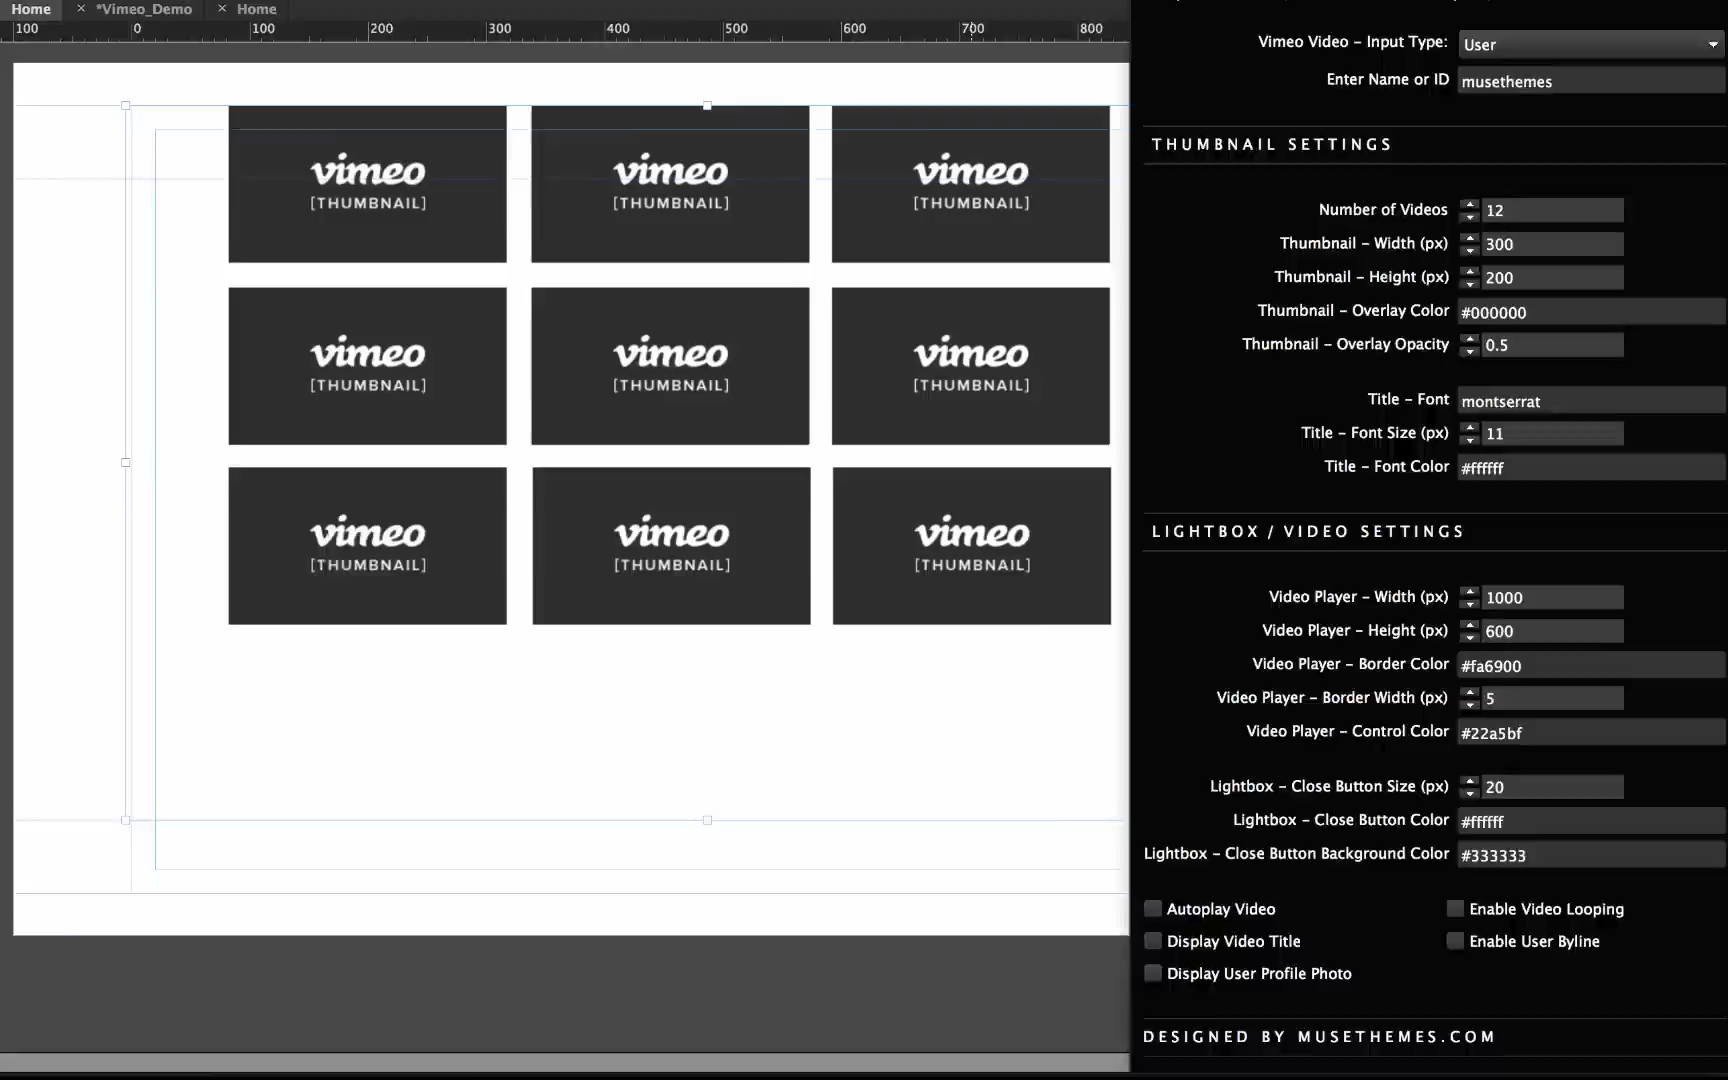 Home × *Vimeo_Demo × Home
100 0 100 200 300 400 500 600 700 800
Vimeo Video – Input Type: User
Enter Name or ID musethemes
THUMBNAIL SETTINGS
Number of Videos 12
Thumbnail – Width (px) 300
Thumbnail – Height (px) 200
Thumbnail – Overlay Color #000000
Thumbnail – Overlay Opacity 0.5
Title – Font montserrat
Title – Font Size (px) 11
Title – Font Color #ffffff
LIGHTBOX / VIDEO SETTINGS
Video Player – Width (px) 1000
Video Player – Height (px) 600
Video Player – Border Color #fa6900
Video Player – Border Width (px) 5
Video Player – Control Color #22a5bf
Lightbox – Close Button Size (px) 20
Lightbox – Close Button Color #ffffff
Lightbox – Close Button Background Color #333333
Autoplay Video Enable Video Looping
Display Video Title Enable User Byline
Display User Profile Photo
DESIGNED BY MUSETHEMES.COM
vimeo vimeo vimeo
[THUMBNAIL] [THUMBNAIL] [THUMBNAIL]
vimeo vimeo vimeo
[THUMBNAIL] [THUMBNAIL] [THUMBNAIL]
vimeo vimeo vimeo
[THUMBNAIL] [THUMBNAIL] [THUMBNAIL]